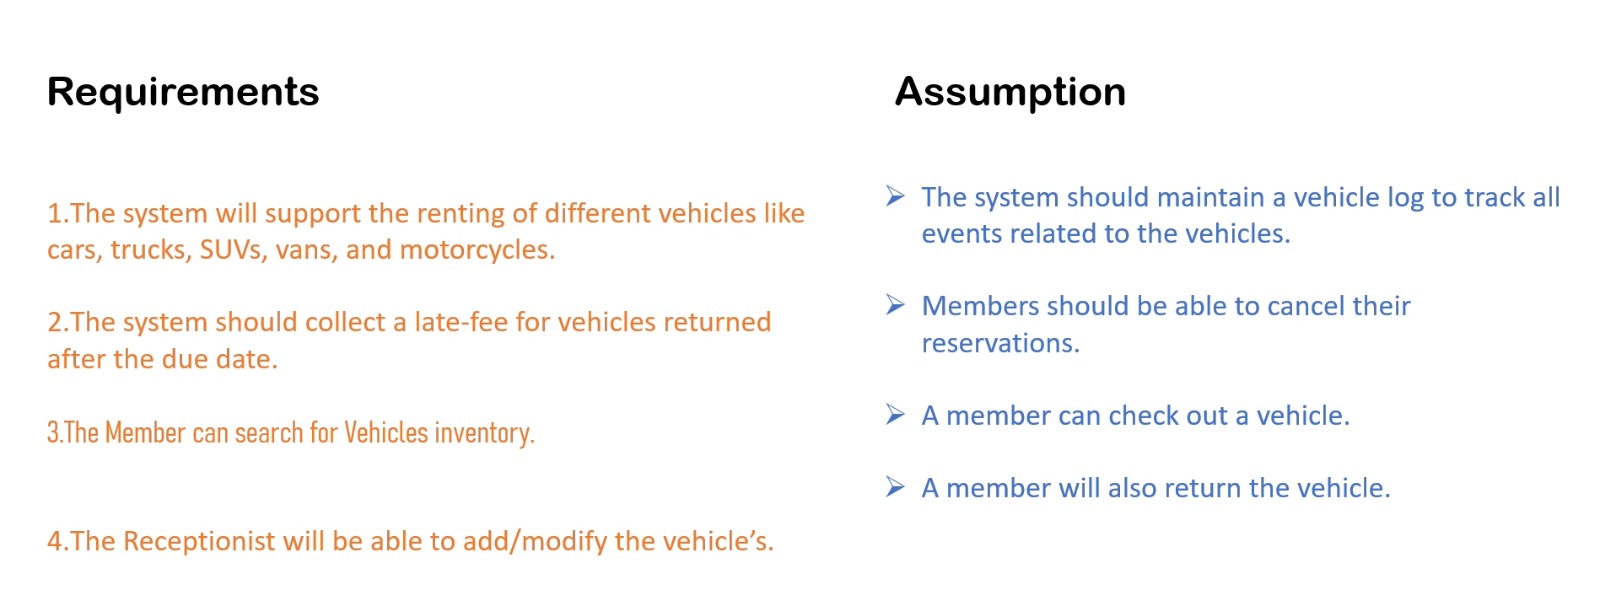 Requirements
1.The system will support the renting of different vehicles like
cars, trucks, SUVs, vans, and motorcycles.
2.The system should collect a late-fee for vehicles returned
after the due date.
3.The Member can search for Vehicles inventory.
4.The Receptionist will be able to add/modify the vehicle’s.
Assumption
➢ The system should maintain a vehicle log to track all
events related to the vehicles.
➢ Members should be able to cancel their
reservations.
➢ A member can check out a vehicle.
➢ A member will also return the vehicle.